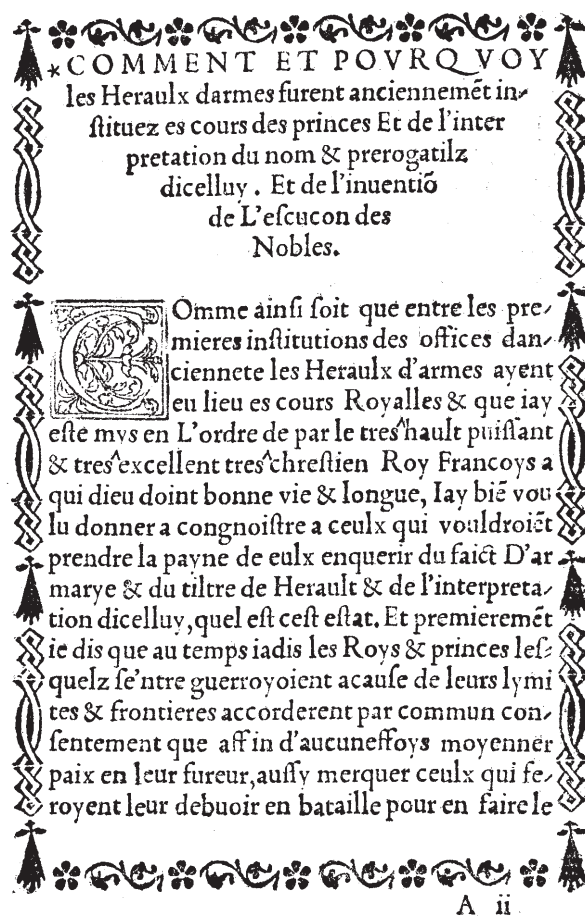 *COMMENT ET POVRQVOY
les Heraulx darmes furent anciennemẽt in-
ſtituez es cours des princes Et de l'inter
pretation du nom & prerogatilz
dicelluy . Et de l'inuentiõ
de L'eſcucon des
Nobles.
COmme ainſi ſoit que entre les pre-
mieres inſtitutions des offices dan-
ciennete les Heraulx d'armes ayent
eu lieu es cours Royalles & que iay
eſte mys en L'ordre de par le tres^hault puiſſant
& tres^excellent tres^chreſtien Roy Francoys a
qui dieu doint bonne vie & longue, Iay biẽ vou
lu donner a congnoiſtre a ceulx qui vouldroiẽt
prendre la payne de eulx enquerir du faict D'ar
marye & du tiltre de Herault & de l'interpreta-
tion dicelluy,quel eſt ceſt eſtat. Et premieremẽt
ie dis que au temps iadis les Roys & princes leſ-
quelz ſe'ntre guerroyoient acauſe de leurs lymi
tes & frontieres accorderent par commun con-
ſentement que affin d'aucuneffoys moyenner
paix en leur fureur,auſſy merquer ceulx qui fe-
royent leur debuoir en bataille pour en faire le
A ii